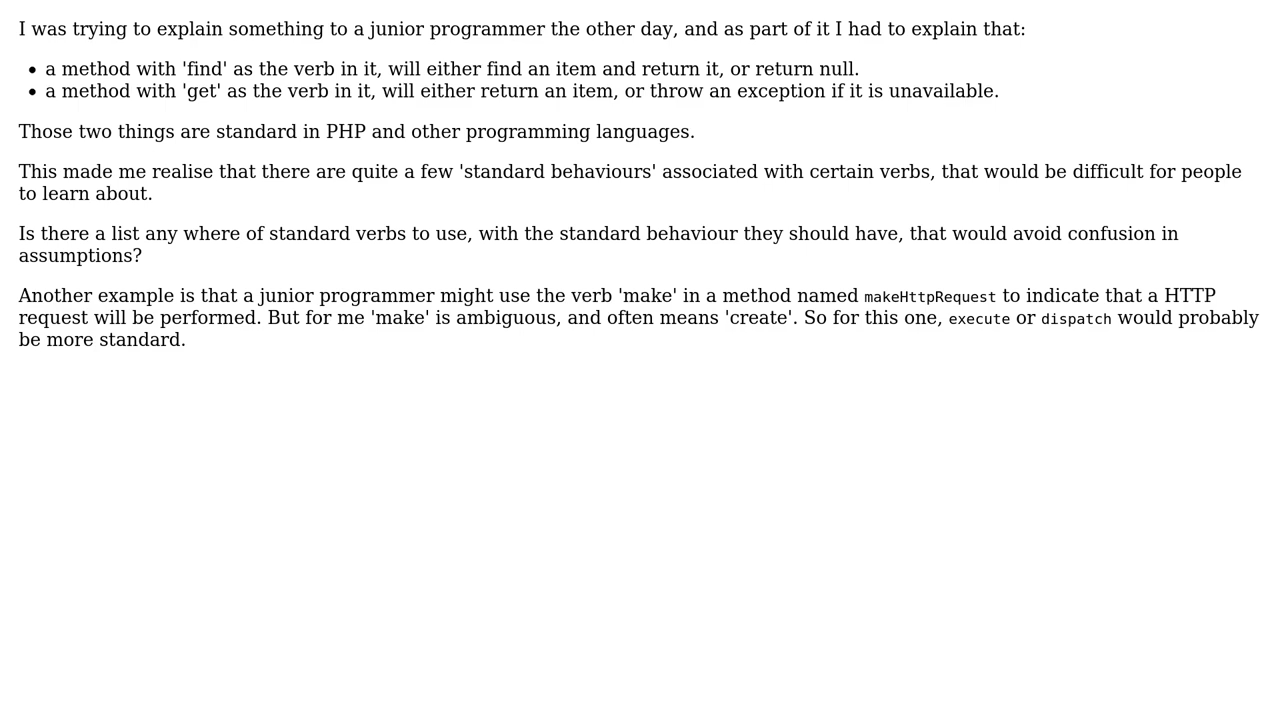 I was trying to explain something to a junior programmer the other day, and as part of it I had to explain that:
• a method with 'find' as the verb in it, will either find an item and return it, or return null.
• a method with 'get' as the verb in it, will either return an item, or throw an exception if it is unavailable.
Those two things are standard in PHP and other programming languages.
This made me realise that there are quite a few 'standard behaviours' associated with certain verbs, that would be difficult for people
to learn about.
Is there a list any where of standard verbs to use, with the standard behaviour they should have, that would avoid confusion in
assumptions?
Another example is that a junior programmer might use the verb 'make' in a method named makeHttpRequest to indicate that a HTTP
request will be performed. But for me 'make' is ambiguous, and often means 'create'. So for this one, execute or dispatch would probably
be more standard.